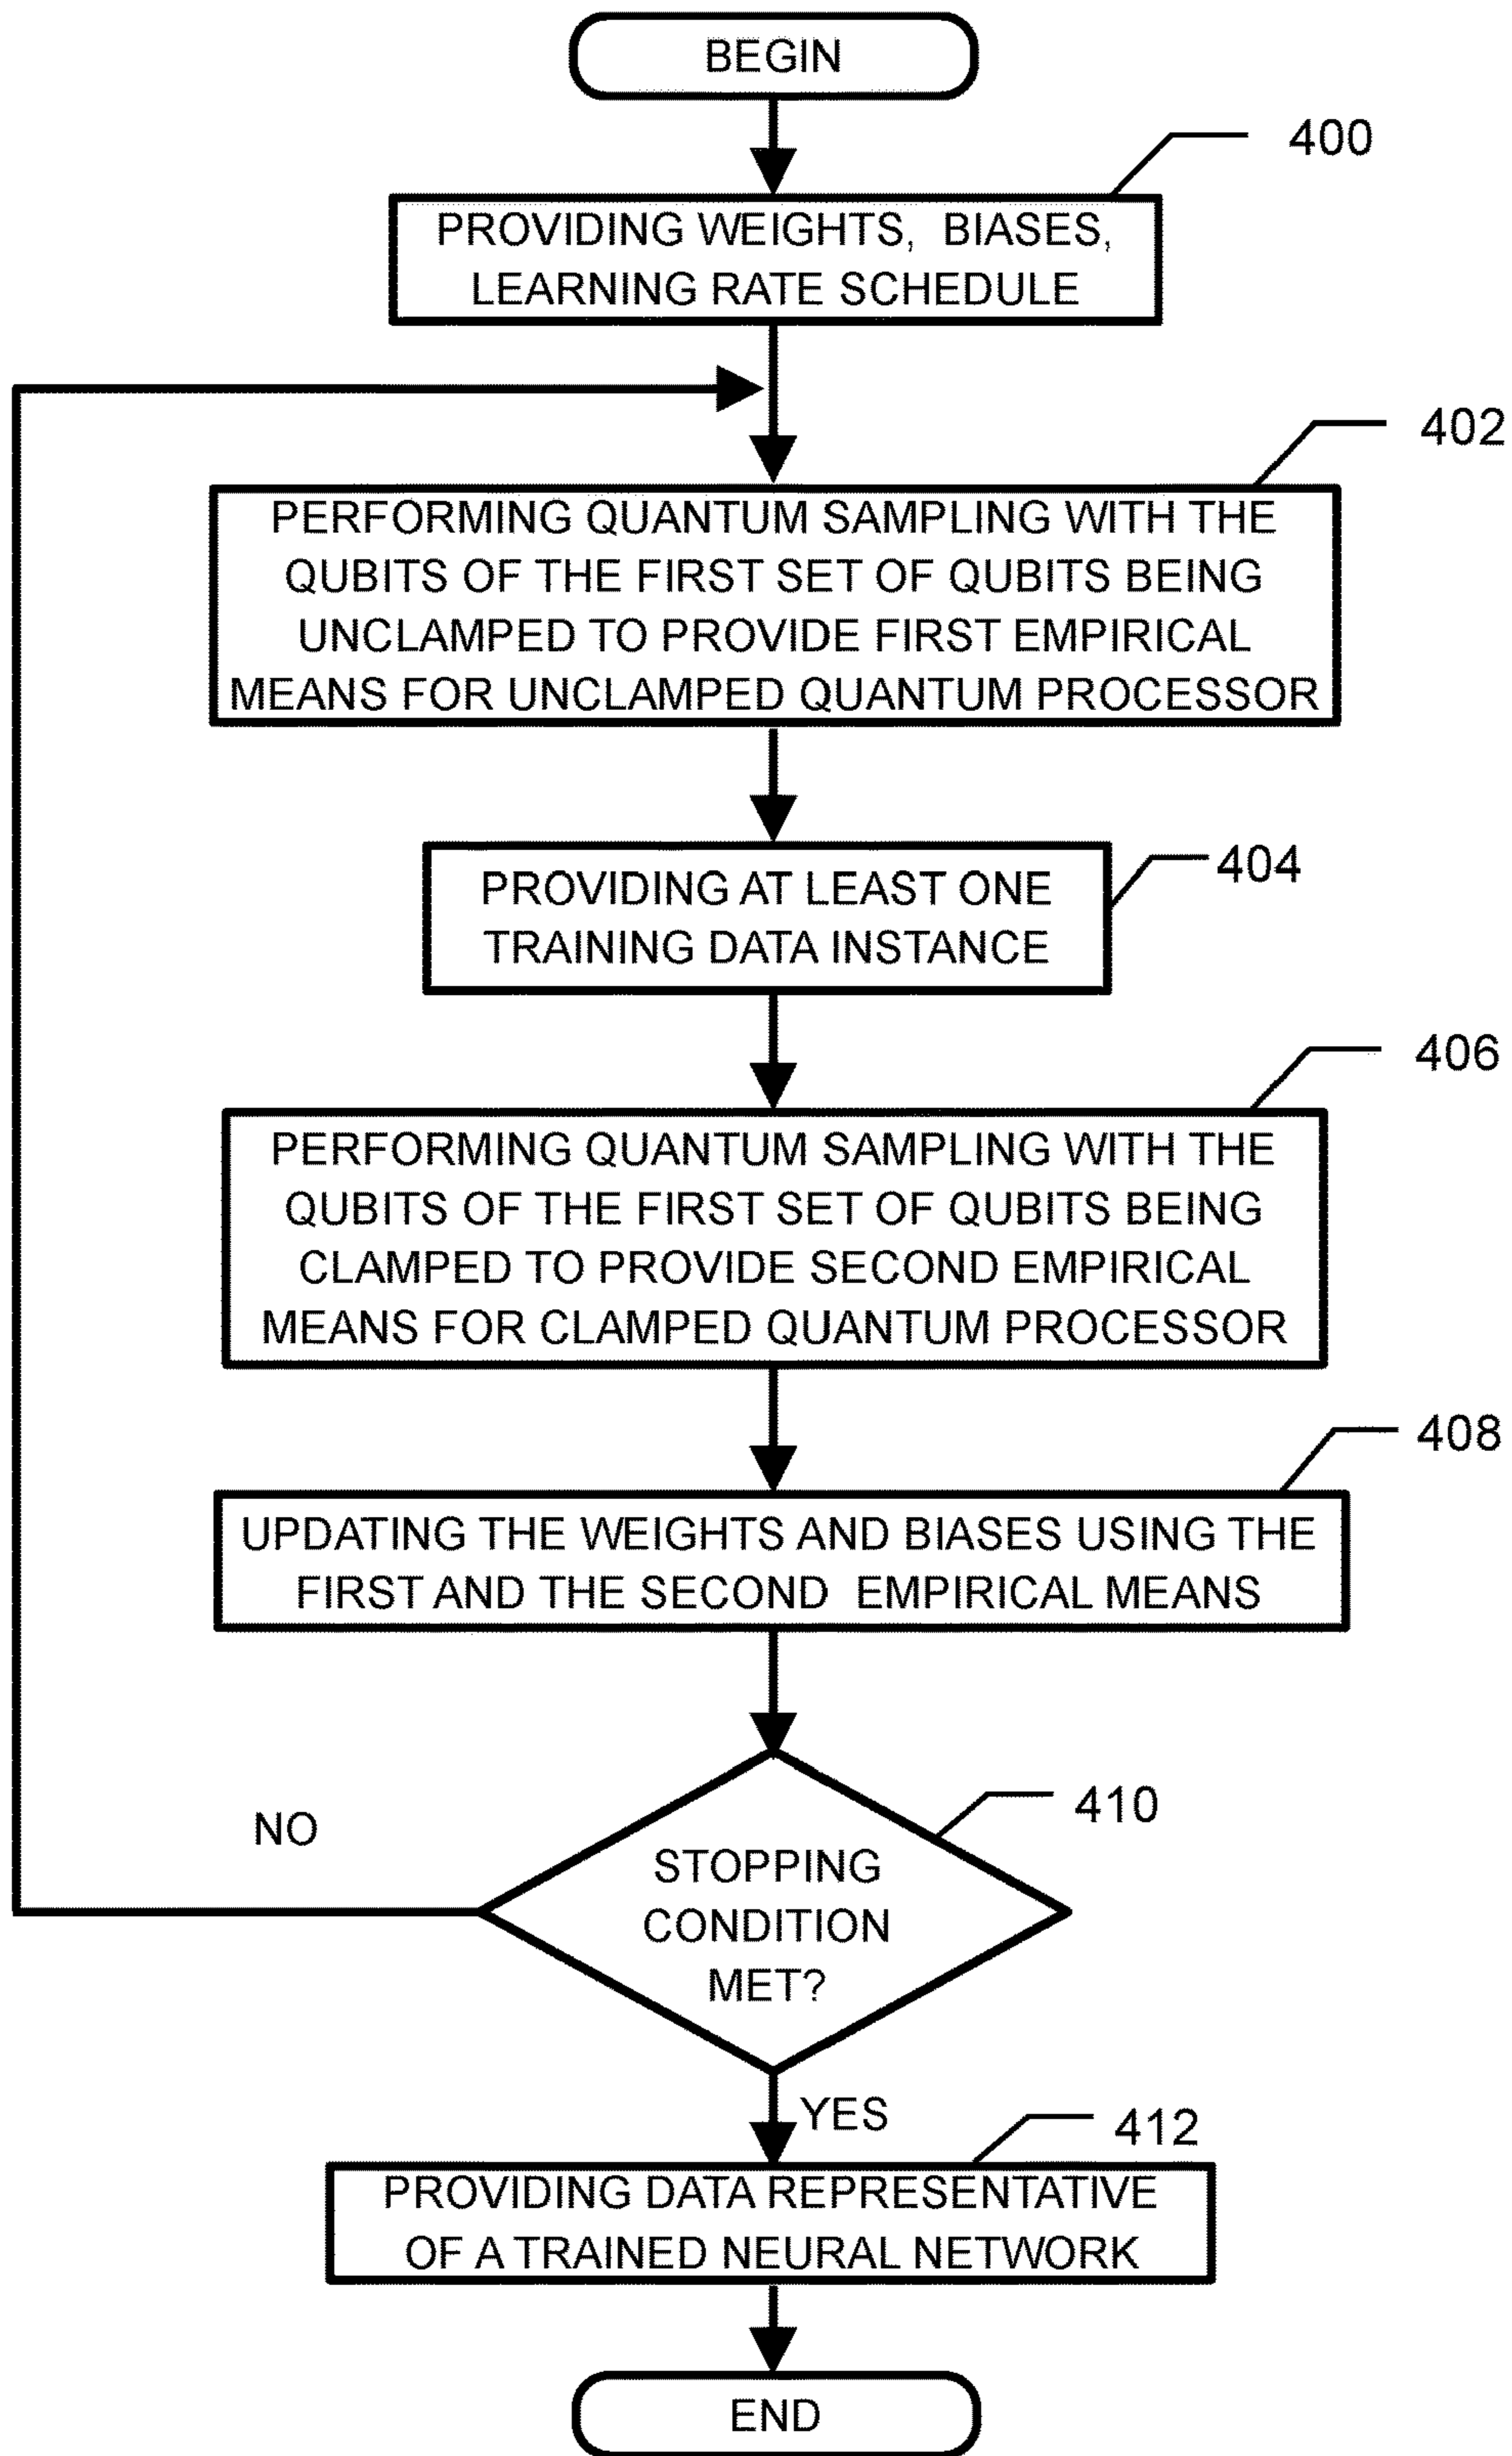 BEGIN
400
PROVIDING WEIGHTS, BIASES,
LEARNING RATE SCHEDULE
402
PERFORMING QUANTUM SAMPLING WITH THE
QUBITS OF THE FIRST SET OF QUBITS BEING
UNCLAMPED TO PROVIDE FIRST EMPIRICAL
MEANS FOR UNCLAMPED QUANTUM PROCESSOR
404
PROVIDING AT LEAST ONE
TRAINING DATA INSTANCE
406
PERFORMING QUANTUM SAMPLING WITH THE
QUBITS OF THE FIRST SET OF QUBITS BEING
CLAMPED TO PROVIDE SECOND EMPIRICAL
MEANS FOR CLAMPED QUANTUM PROCESSOR
408
UPDATING THE WEIGHTS AND BIASES USING THE
FIRST AND THE SECOND EMPIRICAL MEANS
410
NO
STOPPING
CONDITION
MET?
YES
412
PROVIDING DATA REPRESENTATIVE
OF A TRAINED NEURAL NETWORK
END